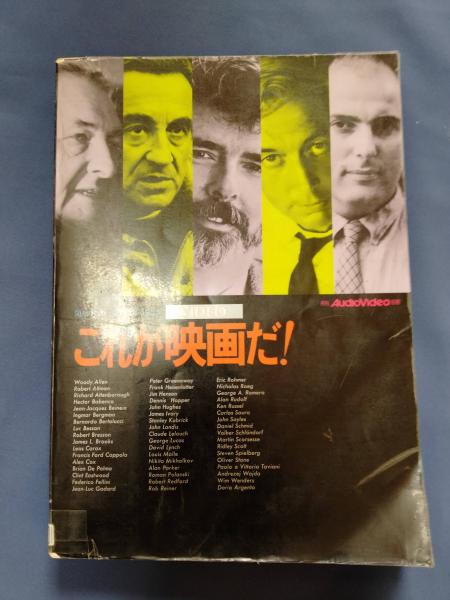 AudioVideo
VIDEO
これが映画だ!
Woody Allen
Robert Altman
Richard Attenborough
Hector Babenco
Jean Jacques Beineix
Ingmar Bergman
Bernardo Bertolucci
Luc Besson
Robert Bresson
James L. Brooks
Leos Carax
Francis Ford Coppola
Alex Cox
Brian De Palma
Clint Eastwood
Federico Fellini
Jean-Luc Godard
Peter Greenaway
Frank Henenlotter
Jim Henson
Dennis Hopper
John Hughes
James Ivory
Stanley Kubrick
John Landis
Claude Lelouch
George Lucas
David Lynch
Louis Malle
Nikita Mikhalkov
Alan Parker
Roman Polanski
Robert Redford
Rob Reiner
Eric Rohmer
Nicholas Roeg
George A. Romero
Alan Rudolf
Ken Russel
Carlos Saura
John Sayles
Daniel Schmid
Volker Schlöndorf
Martin Scorsese
Ridley Scott
Steven Spielberg
Oliver Stone
Paolo e Vittorio Taviani
Andrezej Wajda
Wim Wenders
Dario Argento